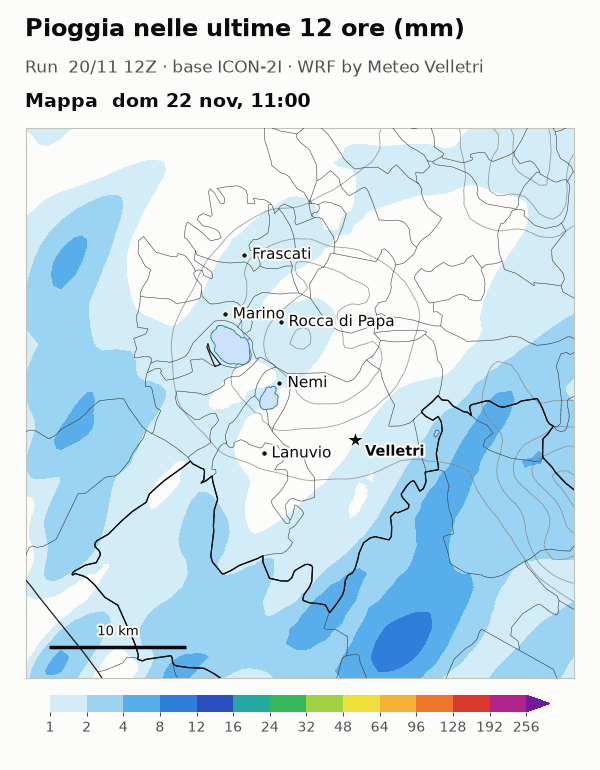 Pioggia nelle ultime 12 ore (mm)
Run  20/11 12Z · base ICON-2I · WRF by Meteo Velletri
Mappa  dom 22 nov, 11:00
Frascati
Marino
Rocca di Papa
Nemi
Velletri
Lanuvio
10 km
1 2 4 8 12 16 24 32 48 64 96 128 192 256